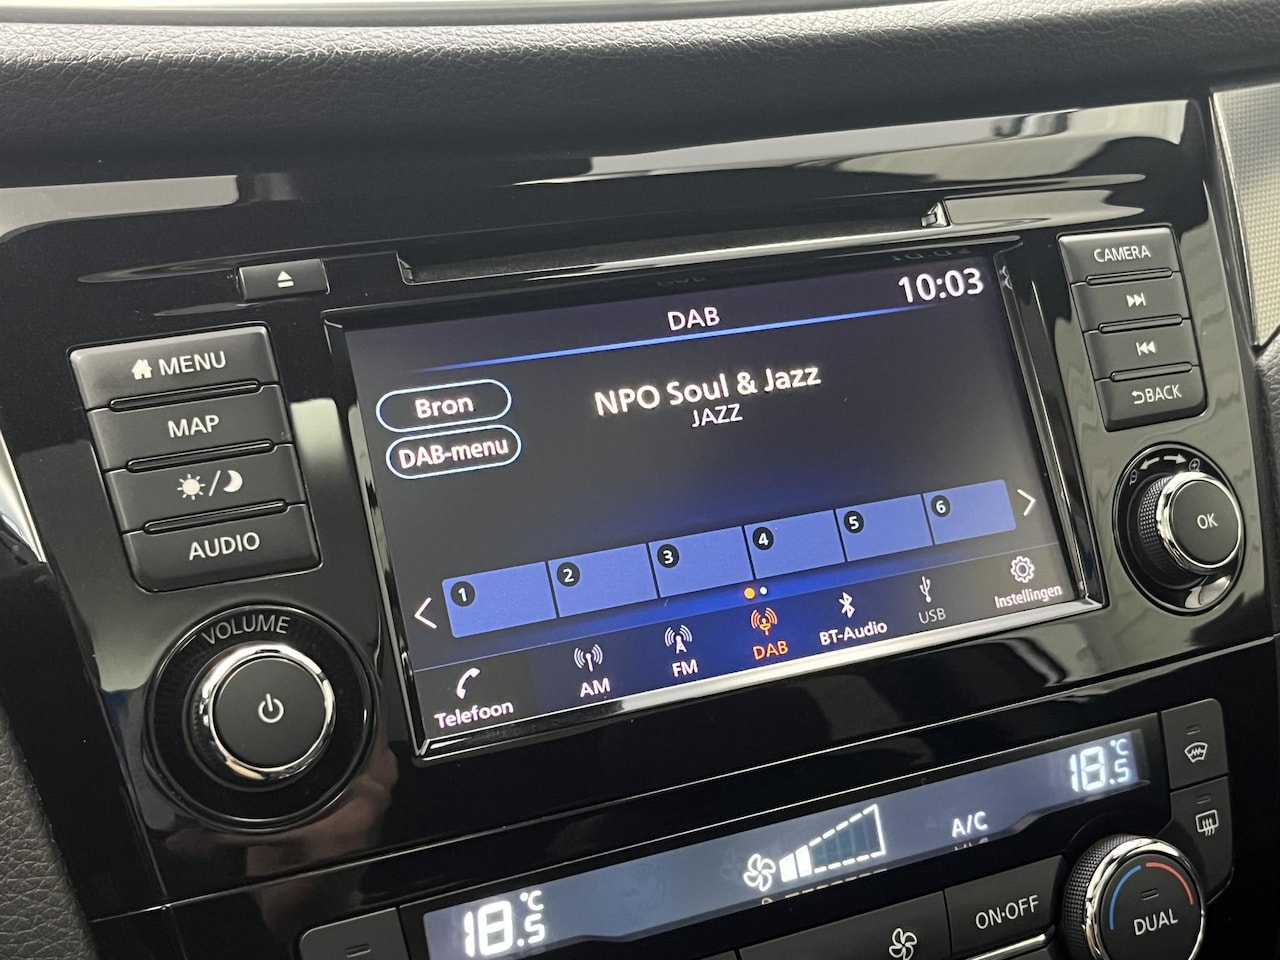 CAMERA
10:03
DAB
MENU
MAP
AUDIO
VOLUME
Bron
DAB-menu
NPO Soul & Jazz
JAZZ
1
2
3
4
5
6
Telefoon
AM
FM
DAB
BT-Audio
USB
Instellingen
BACK
OK
18.5 °C
A/C
18.5 °C
ON·OFF
DUAL